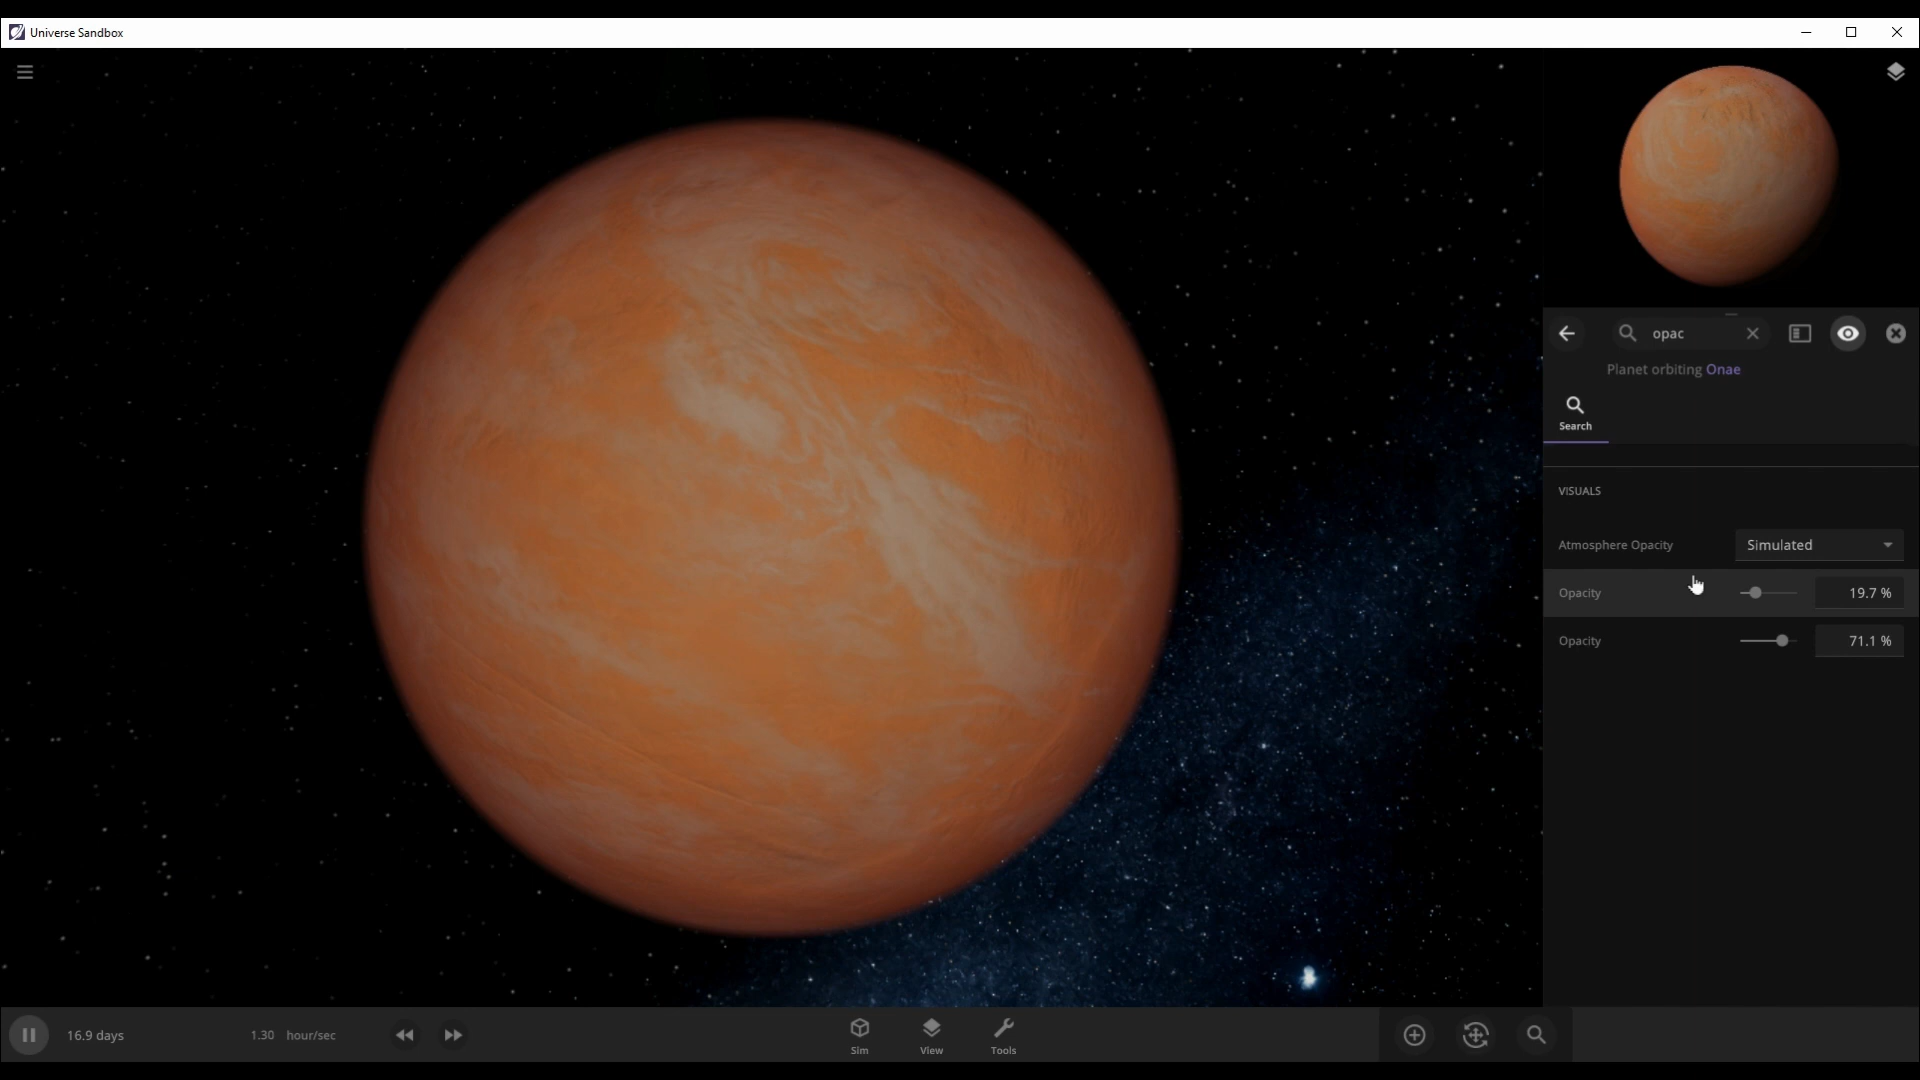 Universe Sandbox
opac
Planet orbiting Onae
Search
VISUALS
Atmosphere Opacity Simulated
Opacity 19.7 %
Opacity 71.1 %
16.9 days 1.30 hour/sec
Sim View Tools